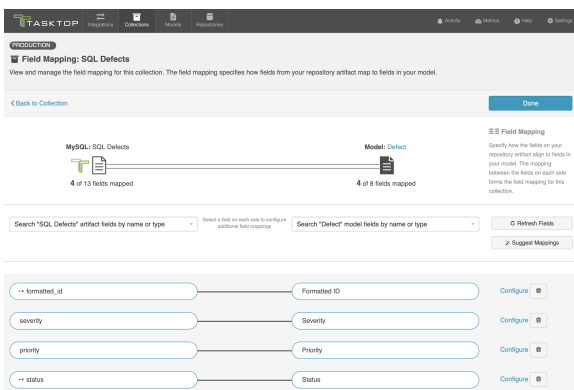 TASKTOP
Integrations
Collections
Models
Repositories
Activity
Metrics
Help
Settings
PRODUCTION
Field Mapping: SQL Defects
View and manage the field mapping for this collection. The field mapping specifies how fields from your repository artifact map to fields in your model.
Back to Collection
Done
MySQL: SQL Defects
Model: Defect
4 of 13 fields mapped
4 of 8 fields mapped
Field Mapping
Specify how the fields on your
repository artifact align to fields in
your model. The mapping
between the fields on each side
forms the field mapping for this
collection.
Search "SQL Defects" artifact fields by name or type
Select a field on each side to configure
additional field mappings
Search "Defect" model fields by name or type
Refresh Fields
Suggest Mappings
formatted_id
Formatted ID
Configure
severity
Severity
Configure
priority
Priority
Configure
status
Status
Configure